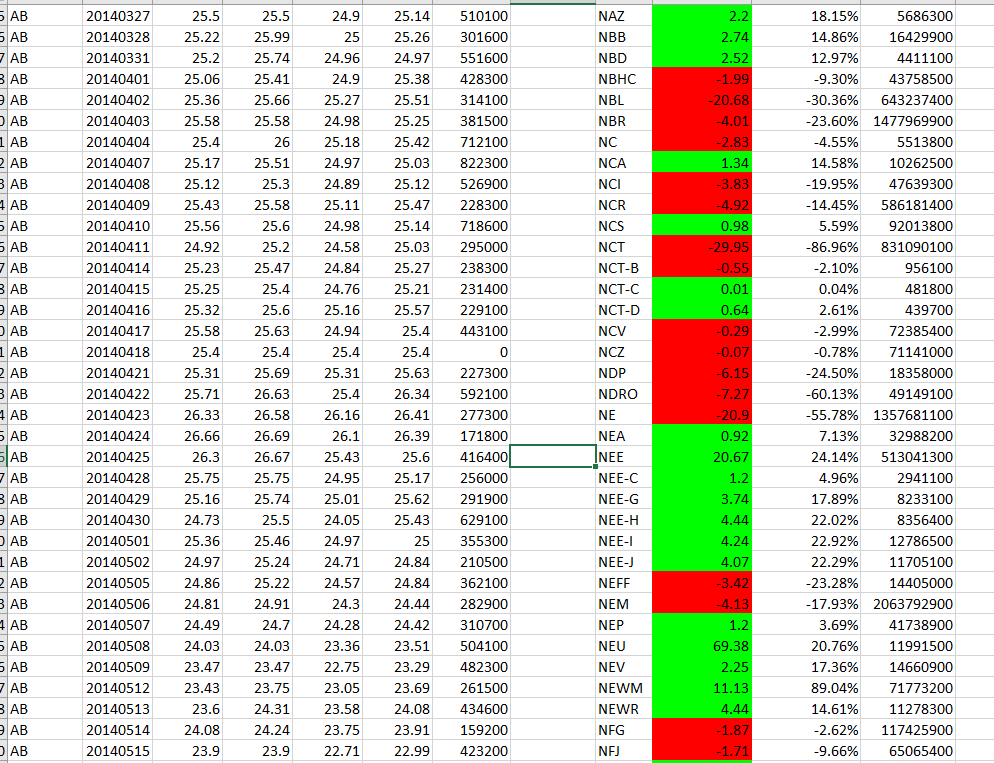 5 AB 20140327 25.5 25.5 24.9 25.14 510100 NAZ 2.2 18.15% 5686300
6 AB 20140328 25.22 25.99 25 25.26 301600 NBB 2.74 14.86% 16429900
7 AB 20140331 25.2 25.74 24.96 24.97 551600 NBD 2.52 12.97% 4411100
8 AB 20140401 25.06 25.41 24.9 25.38 428300 NBHC -1.99 -9.30% 43758500
9 AB 20140402 25.36 25.66 25.27 25.51 314100 NBL -20.68 -30.36% 643237400
0 AB 20140403 25.58 25.58 24.98 25.25 381500 NBR -4.01 -23.60% 1477969900
1 AB 20140404 25.4 26 25.18 25.42 712100 NC -2.83 -4.55% 5513800
2 AB 20140407 25.17 25.51 24.97 25.03 822300 NCA 1.34 14.58% 10262500
3 AB 20140408 25.12 25.3 24.89 25.12 526900 NCI -3.83 -19.95% 47639300
4 AB 20140409 25.43 25.58 25.11 25.47 228300 NCR -4.92 -14.45% 586181400
5 AB 20140410 25.56 25.6 24.98 25.14 718600 NCS 0.98 5.59% 92013800
6 AB 20140411 24.92 25.2 24.58 25.03 295000 NCT -29.95 -86.96% 831090100
7 AB 20140414 25.23 25.47 24.84 25.27 238300 NCT-B -0.55 -2.10% 956100
8 AB 20140415 25.25 25.4 24.76 25.21 231400 NCT-C 0.01 0.04% 481800
9 AB 20140416 25.32 25.6 25.16 25.57 229100 NCT-D 0.64 2.61% 439700
0 AB 20140417 25.58 25.63 24.94 25.4 443100 NCV -0.29 -2.99% 72385400
1 AB 20140418 25.4 25.4 25.4 25.4 0 NCZ -0.07 -0.78% 71141000
2 AB 20140421 25.31 25.69 25.31 25.63 227300 NDP -6.15 -24.50% 18358000
3 AB 20140422 25.71 26.63 25.4 26.34 592100 NDRO -7.27 -60.13% 49149100
4 AB 20140423 26.33 26.58 26.16 26.41 277300 NE -20.9 -55.78% 1357681100
5 AB 20140424 26.66 26.69 26.1 26.39 171800 NEA 0.92 7.13% 32988200
6 AB 20140425 26.3 26.67 25.43 25.6 416400 NEE 20.67 24.14% 513041300
7 AB 20140428 25.75 25.75 24.95 25.17 256000 NEE-C 1.2 4.96% 2941100
8 AB 20140429 25.16 25.74 25.01 25.62 291900 NEE-G 3.74 17.89% 8233100
9 AB 20140430 24.73 25.5 24.05 25.43 629100 NEE-H 4.44 22.02% 8356400
0 AB 20140501 25.36 25.46 24.97 25 355300 NEE-I 4.24 22.92% 12786500
1 AB 20140502 24.97 25.24 24.71 24.84 210500 NEE-J 4.07 22.29% 11705100
2 AB 20140505 24.86 25.22 24.57 24.84 362100 NEFF -3.42 -23.28% 14405000
3 AB 20140506 24.81 24.91 24.3 24.44 282900 NEM -4.13 -17.93% 2063792900
4 AB 20140507 24.49 24.7 24.28 24.42 310700 NEP 1.2 3.69% 41738900
5 AB 20140508 24.03 24.03 23.36 23.51 504100 NEU 69.38 20.76% 11991500
6 AB 20140509 23.47 23.47 22.75 23.29 482300 NEV 2.25 17.36% 14660900
7 AB 20140512 23.43 23.75 23.05 23.69 261500 NEWM 11.13 89.04% 71773200
8 AB 20140513 23.6 24.31 23.58 24.08 434600 NEWR 4.44 14.61% 11278300
9 AB 20140514 24.08 24.24 23.75 23.91 159200 NFG -1.87 -2.62% 117425900
0 AB 20140515 23.9 23.9 22.71 22.99 423200 NFJ -1.71 -9.66% 65065400